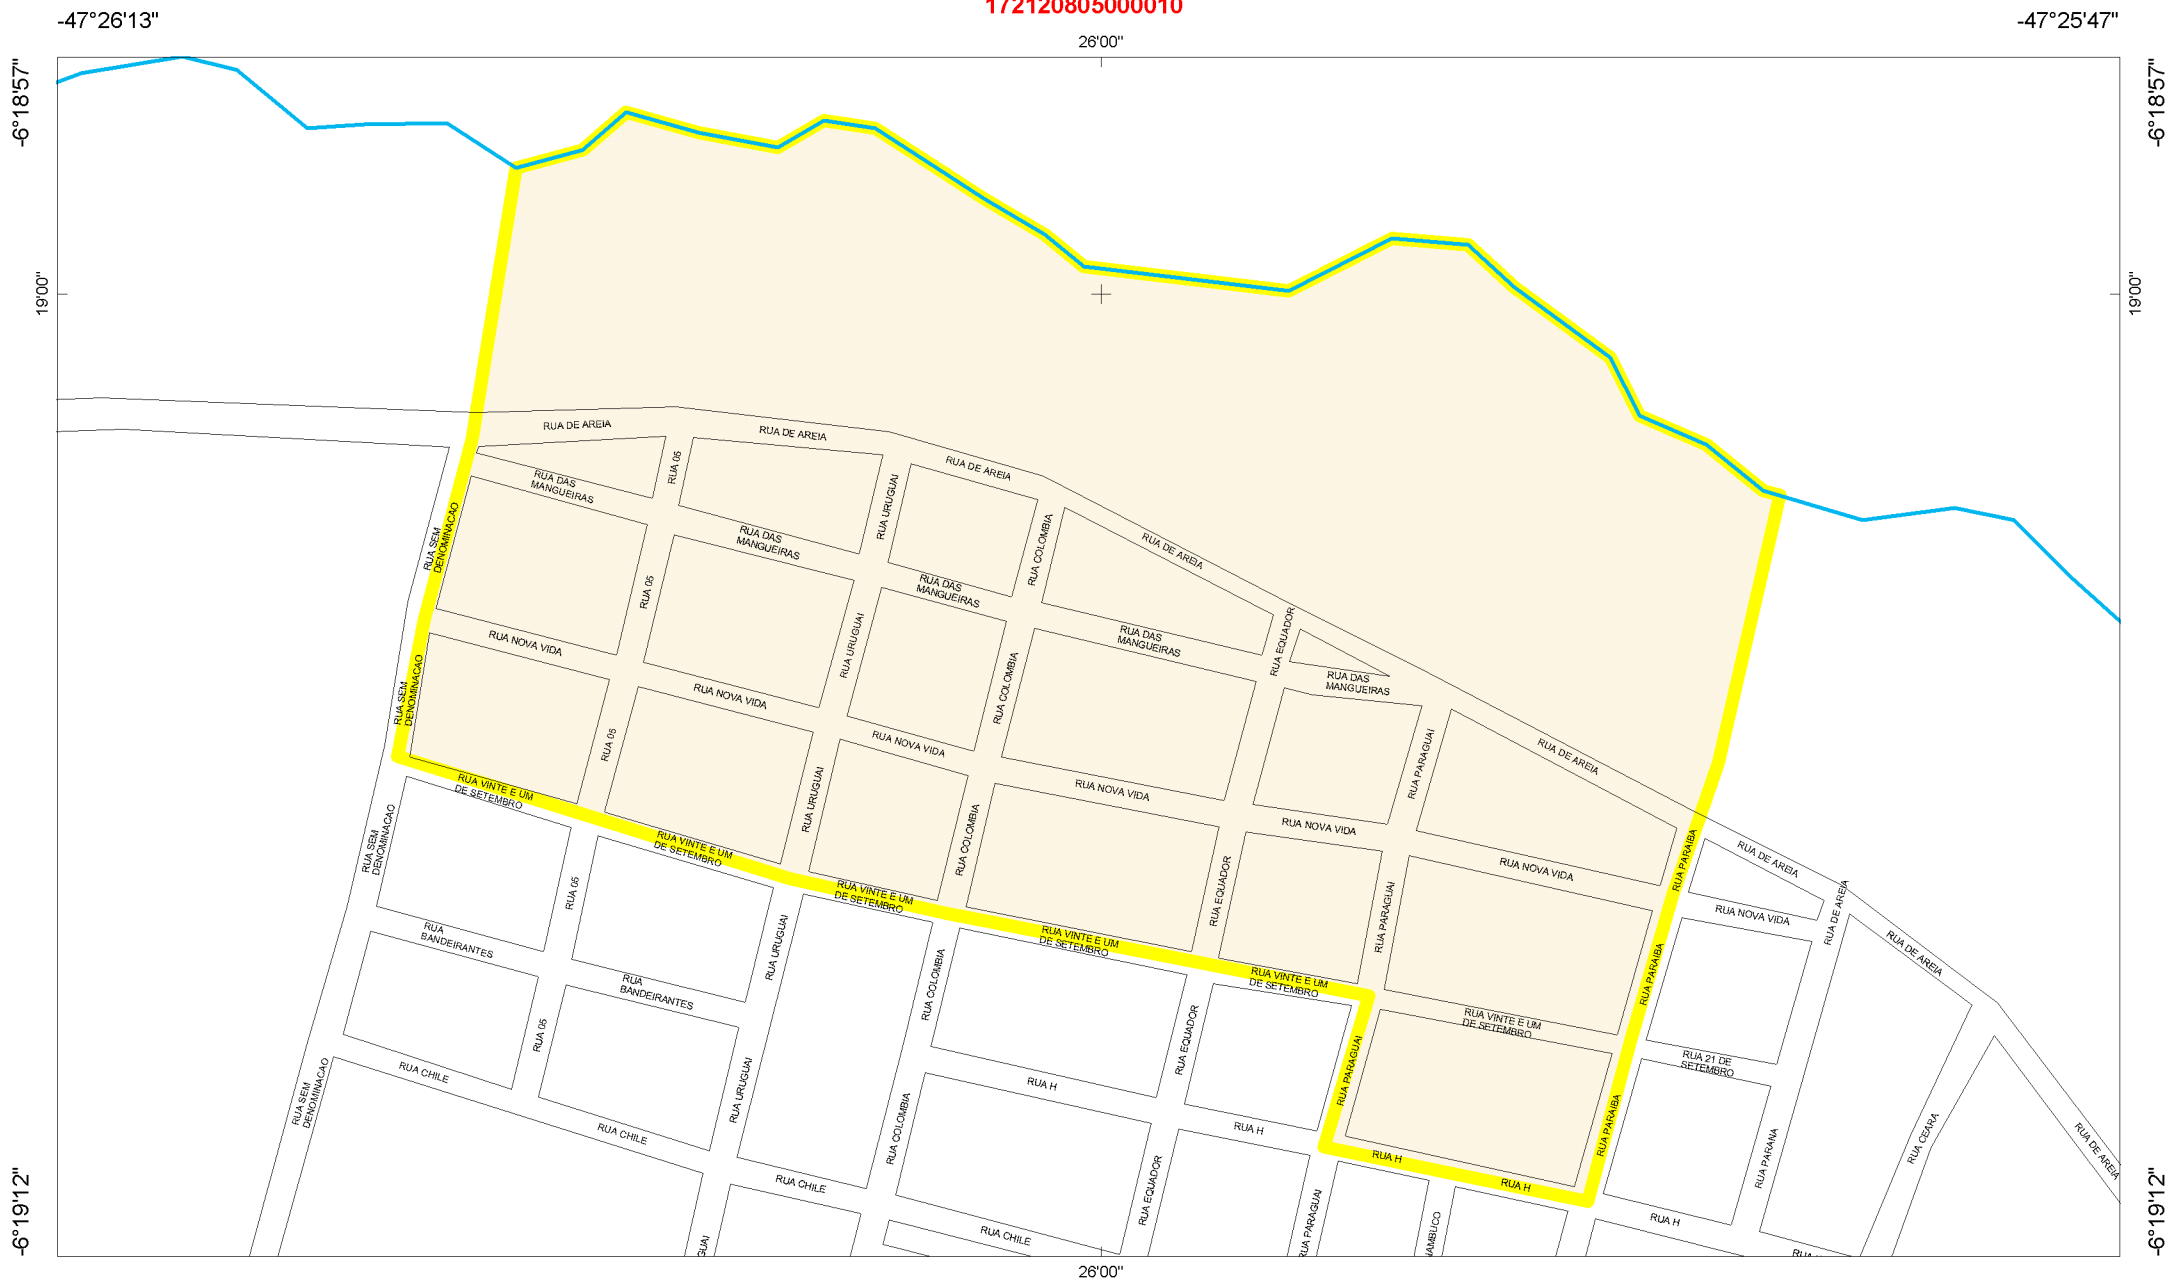 172120805000010
-47°26'13"
-47°25'47"
26'00"
-6°18'57"
-6°18'57"
19'00"
19'00"
RUA DE AREIA
RUA DE AREIA
RUA DE AREIA
RUA 05
RUA DAS
MANGUEIRAS
RUA URUGUAI
RUA SEM
DENOMINACAO
RUA DAS
MANGUEIRAS
RUA COLOMBIA
RUA DE AREIA
RUA 05
RUA DAS
MANGUEIRAS
RUA DAS
MANGUEIRAS
RUA EQUADOR
RUA NOVA VIDA
RUA URUGUAI
RUA COLOMBIA
RUA DAS
MANGUEIRAS
RUA SEM
DENOMINACAO
RUA NOVA VIDA
RUA 05
RUA NOVA VIDA
RUA PARAGUAI
RUA DE AREIA
RUA VINTE E UM
DE SETEMBRO
RUA URUGUAI
RUA NOVA VIDA
RUA COLOMBIA
RUA NOVA VIDA
RUA SEM
DENOMINACAO
RUA VINTE E UM
DE SETEMBRO
RUA NOVA VIDA
RUA PARAIBA
RUA DE AREIA
RUA 05
RUA VINTE E UM
DE SETEMBRO
RUA EQUADOR
RUA PARAGUAI
RUA NOVA VIDA
RUA DE AREIA
RUA
BANDEIRANTES
RUA URUGUAI
RUA VINTE E UM
DE SETEMBRO
RUA DE AREIA
RUA
BANDEIRANTES
RUA COLOMBIA
RUA VINTE E UM
DE SETEMBRO
RUA PARAIBA
RUA 05
RUA EQUADOR
RUA VINTE E UM
DE SETEMBRO
RUA 21 DE
SETEMBRO
RUA CHILE
RUA URUGUAI
RUA H
RUA PARAGUAI
RUA SEM
DENOMINACAO
RUA CHILE
RUA COLOMBIA
RUA H
RUA H
RUA PARAIBA
RUA PARANA
RUA CEARA
RUA DE AREIA
RUA CHILE
RUA EQUADOR
RUA H
RUA H
RUA CHILE
RUA PARAGUAI
-6°19'12"
-6°19'12"
26'00"